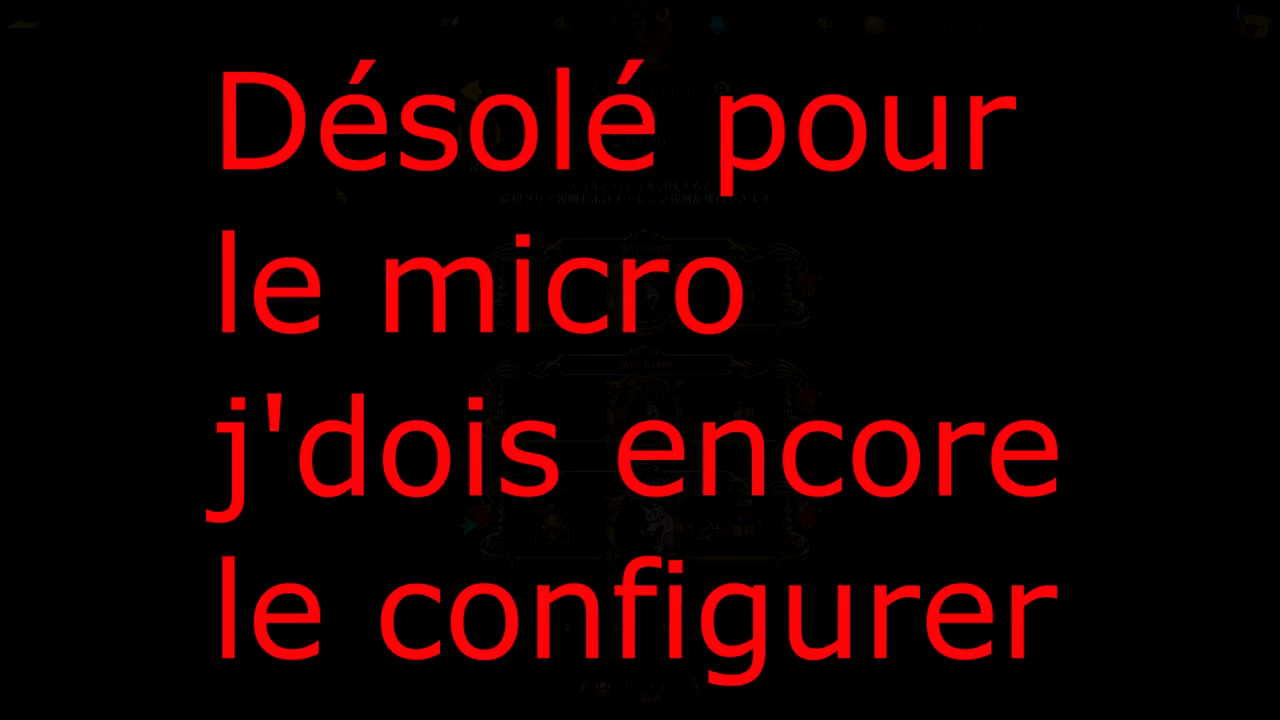 Désolé pour
le micro
j'dois encore
le configurer